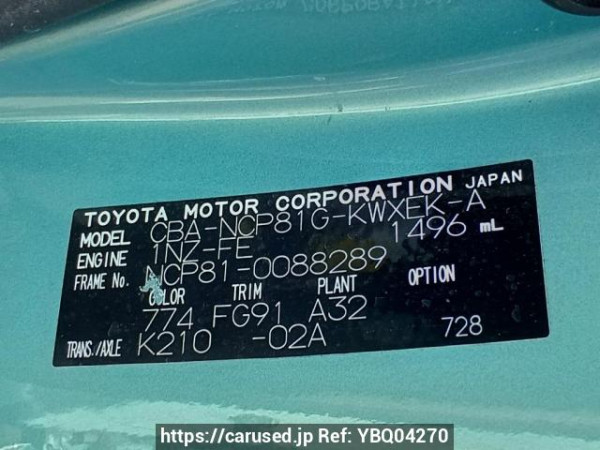 TOYOTA MOTOR CORPORATION JAPAN
MODEL CBA-NCP81G-KWXEK-A
ENGINE 1NZ-FE 1496 mL
FRAME No. NCP81-0088289
COLOR TRIM PLANT OPTION
774 FG91 A32
TRANS./AXLE K210 -02A 728
https://carused.jp Ref: YBQ04270